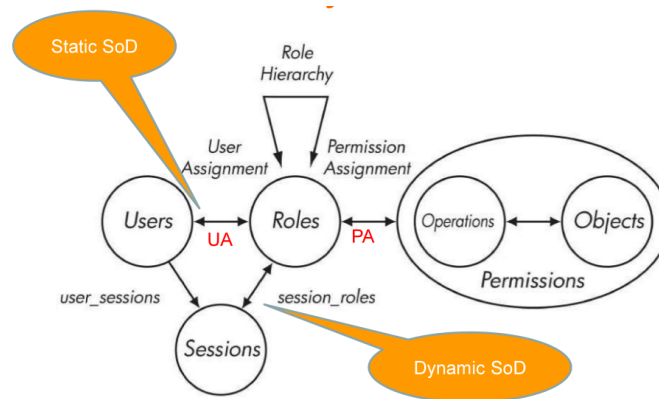 Static SoD
Role
Hierarchy
User
Assignment
Permission
Assignment
Users
UA
Roles
PA
Operations
Objects
Permissions
user_sessions
session_roles
Sessions
Dynamic SoD